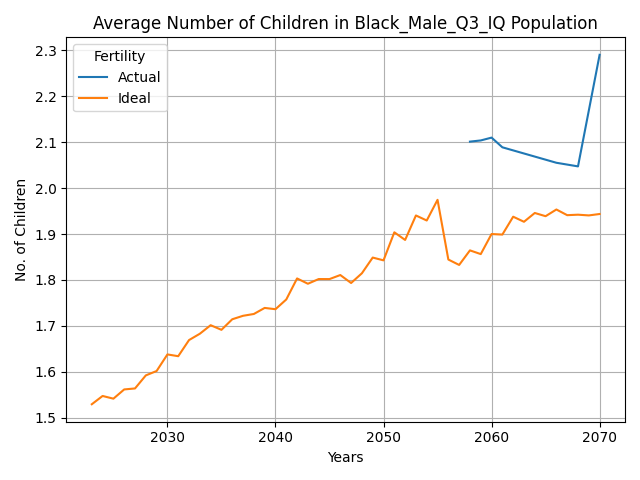 Average Number of Children in Black_Male_Q3_IQ Population
2.3
2.2
2.1
2.0
1.9
1.8
1.7
1.6
1.5
No. of Children
Fertility
Actual
Ideal
2030
2040
2050
2060
2070
Years